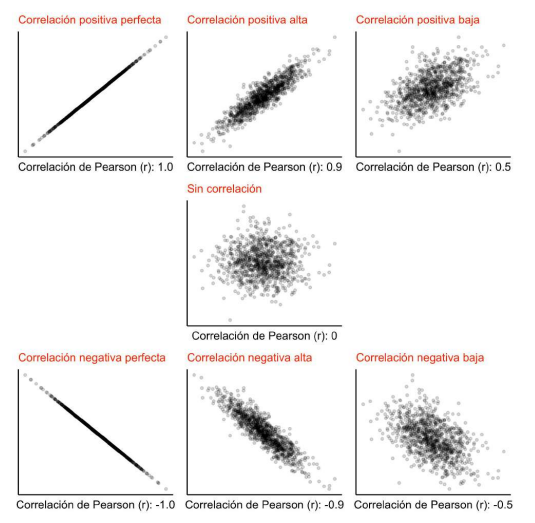 Correlación positiva perfecta
Correlación positiva alta
Correlación positiva baja
Correlación de Pearson (r): 1.0
Correlación de Pearson (r): 0.9
Correlación de Pearson (r): 0.5
Sin correlación
Correlación de Pearson (r): 0
Correlación negativa perfecta
Correlación negativa alta
Correlación negativa baja
Correlación de Pearson (r): -1.0
Correlación de Pearson (r): -0.9
Correlación de Pearson (r): -0.5